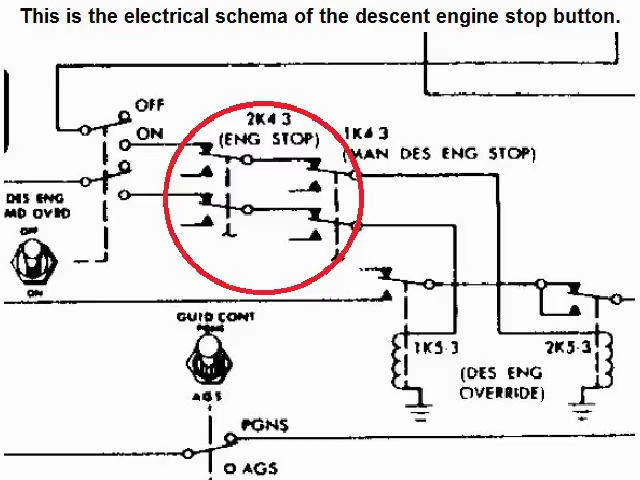 This is the electrical schema of the descent engine stop button.
OFF
2K4 3
ON
(ENG STOP)
1K4 3
(MAN DES ENG STOP)
DES ENG
MD OVRD
OFF
ON
GUID CONT
PGNS
1K5-3
2K5-3
(DES ENG
OVERRIDE)
AGS
PGNS
AGS